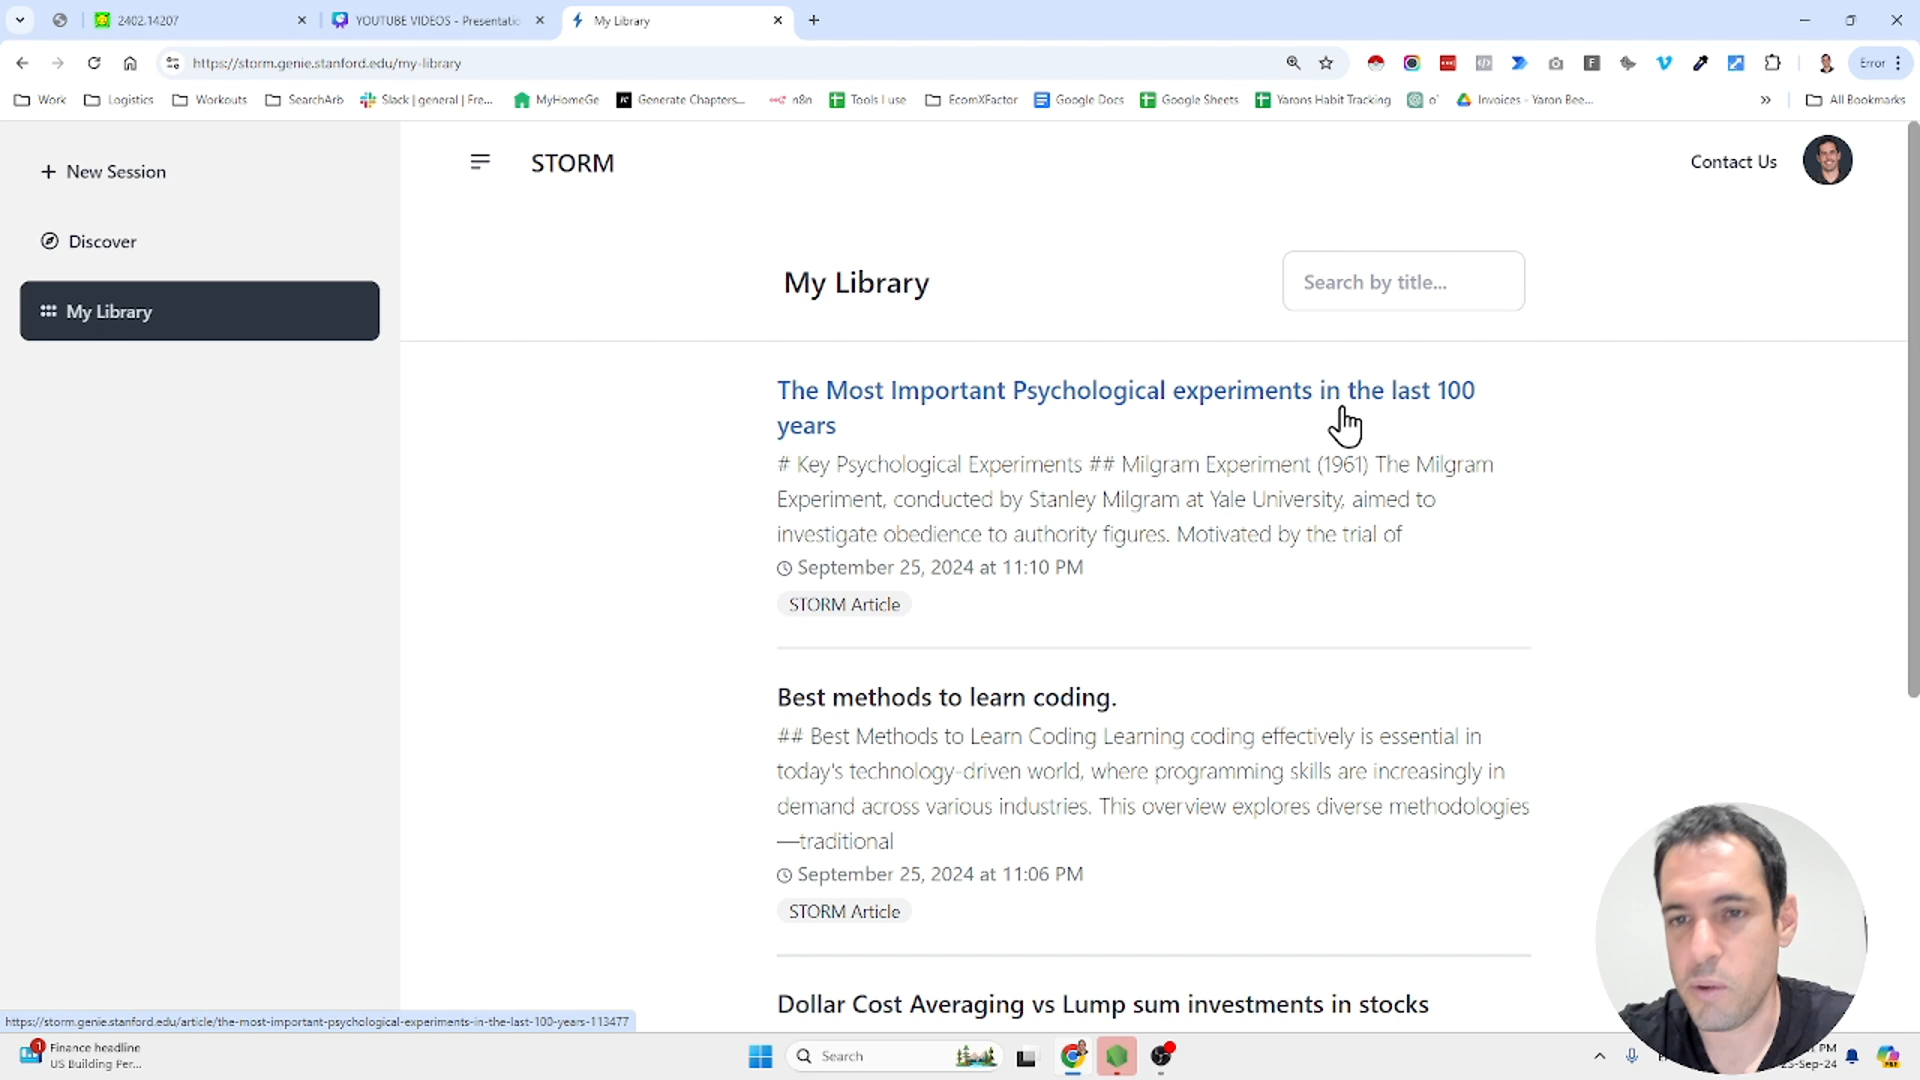 2402.14207
YOUTUBE VIDEOS - Presentatio
My Library
https://storm.genie.stanford.edu/my-library
Error
Work
Logistics
Workouts
SearchArb
Slack | general | Fre...
MyHomeGe
Generate Chapters...
n8n
Tools I use
EcomXFactor
Google Docs
Google Sheets
Yarons Habit Tracking
o'
Invoices - Yaron Bee...
»
All Bookmarks
+ New Session
STORM
Contact Us
Discover
My Library
My Library
Search by title...
The Most Important Psychological experiments in the last 100
years
# Key Psychological Experiments ## Milgram Experiment (1961) The Milgram
Experiment, conducted by Stanley Milgram at Yale University, aimed to
investigate obedience to authority figures. Motivated by the trial of
September 25, 2024 at 11:10 PM
STORM Article
Best methods to learn coding.
## Best Methods to Learn Coding Learning coding effectively is essential in
today's technology-driven world, where programming skills are increasingly in
demand across various industries. This overview explores diverse methodologies
—traditional
September 25, 2024 at 11:06 PM
STORM Article
Dollar Cost Averaging vs Lump sum investments in stocks
https://storm.genie.stanford.edu/article/the-most-important-psychological-experiments-in-the-last-100-years-113477
1
Finance headline
US Building Per...
Search
PM
-Sep-24